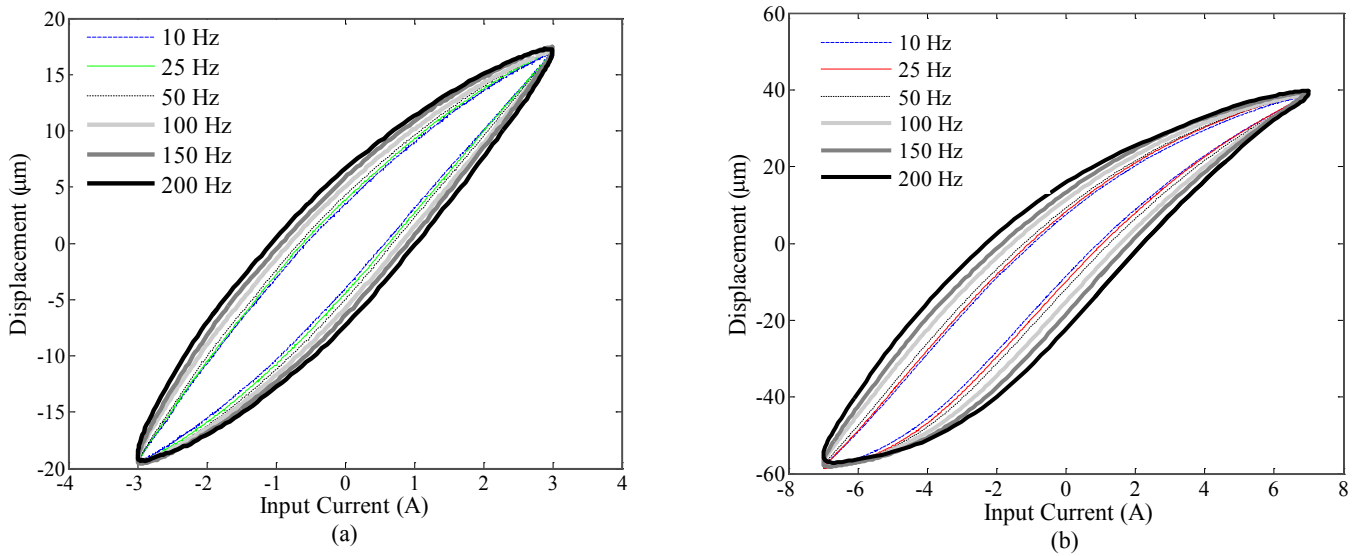 20
15
10
5
0
-5
-10
-15
-20
-4
-3
-2
-1
0
1
2
3
4
Displacement (μm)
Input Current (A)
10 Hz
25 Hz
50 Hz
100 Hz
150 Hz
200 Hz
(a)
60
40
20
0
-20
-40
-60
-8
-6
-4
-2
0
2
4
6
8
Displacement (μm)
Input Current (A)
10 Hz
25 Hz
50 Hz
100 Hz
150 Hz
200 Hz
(b)